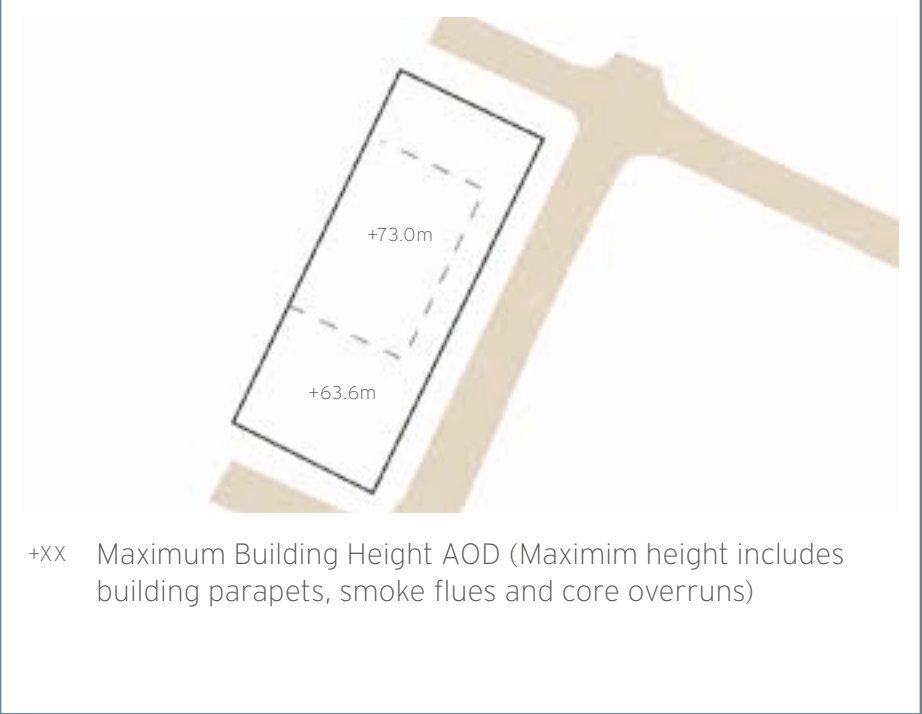 +73.0m
+63.6m
+XX Maximum Building Height AOD (Maximim height includes
building parapets, smoke flues and core overruns)